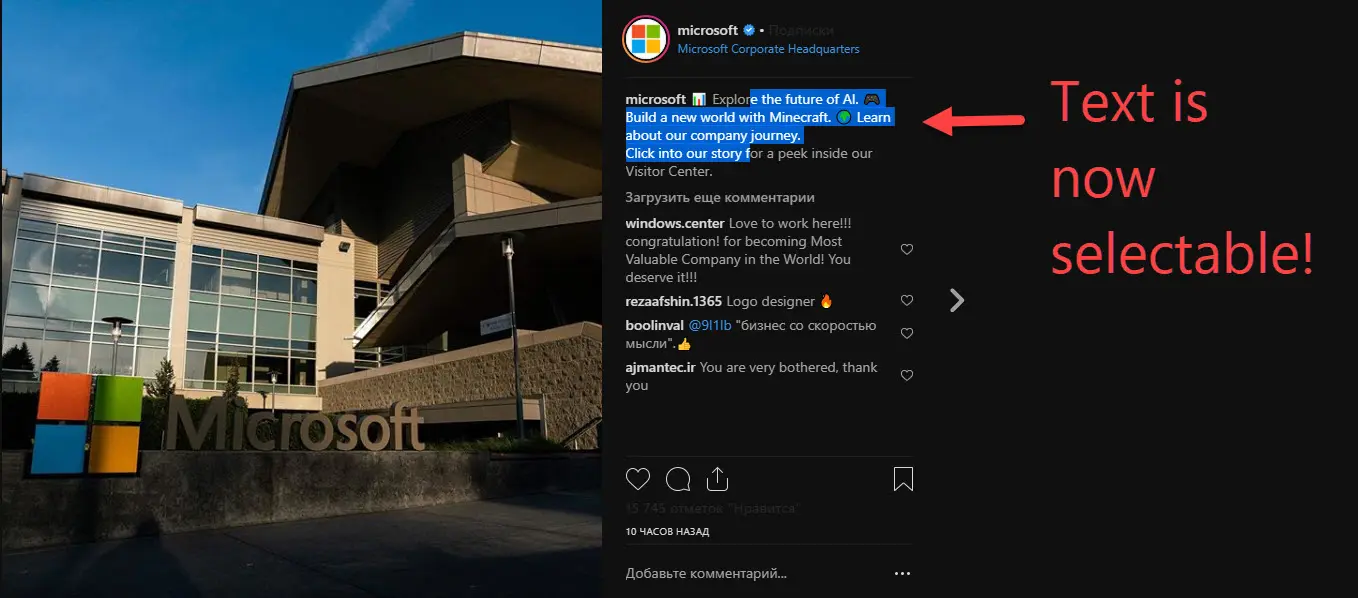 microsoft • Подписки
Microsoft Corporate Headquarters
microsoft 📊 Explore the future of AI. 🎮
Build a new world with Minecraft. 🌍 Learn
about our company journey.
Click into our story for a peek inside our
Visitor Center.
Загрузить еще комментарии
windows.center Love to work here!!!
congratulation! for becoming Most
Valuable Company in the World! You
deserve it!!!
rezaafshin.1365 Logo designer 🔥
boolinval @9l1lb "бизнес со скоростью
мысли".👍
ajmantec.ir You are very bothered, thank
you
15 745 отметок "Нравится"
10 ЧАСОВ НАЗАД
Добавьте комментарий...
Text is
now
selectable!
Microsoft